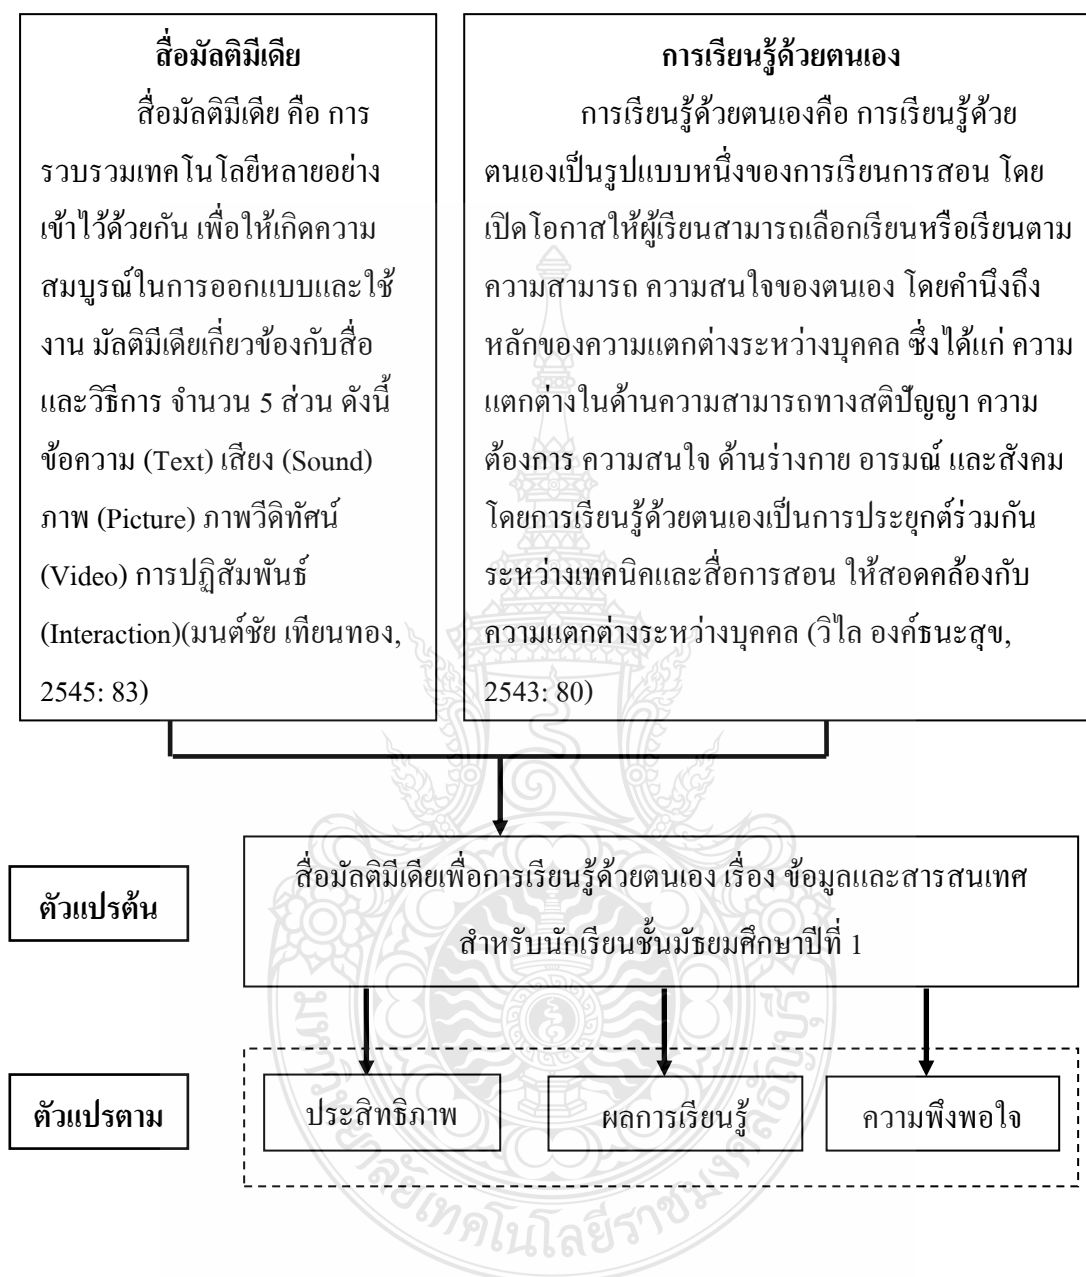 สื่อมัลติมีเดีย
สื่อมัลติมีเดีย คือ การ
รวบรวมเทคโนโลยีหลายอย่าง
เข้าไว้ด้วยกัน เพื่อให้เกิดความ
สมบูรณ์ในการออกแบบและใช้
งาน มัลติมีเดียเกี่ยวข้องกับสื่อ
และวิธีการ จำนวน 5 ส่วน ดังนี้
ข้อความ (Text) เสียง (Sound)
ภาพ (Picture) ภาพวีดิทัศน์
(Video) การปฏิสัมพันธ์
(Interaction)(มนต์ชัย เทียนทอง,
2545: 83)
การเรียนรู้ด้วยตนเอง
การเรียนรู้ด้วยตนเองคือ การเรียนรู้ด้วย
ตนเองเป็นรูปแบบหนึ่งของการเรียนการสอน โดย
เปิดโอกาสให้ผู้เรียนสามารถเลือกเรียนหรือเรียนตาม
ความสามารถ ความสนใจของตนเอง โดยคำนึงถึง
หลักของความแตกต่างระหว่างบุคคล ซึ่งได้แก่ ความ
แตกต่างในด้านความสามารถทางสติปัญญา ความ
ต้องการ ความสนใจ ด้านร่างกาย อารมณ์ และสังคม
โดยการเรียนรู้ด้วยตนเองเป็นการประยุกต์ร่วมกัน
ระหว่างเทคนิคและสื่อการสอน ให้สอดคล้องกับ
ความแตกต่างระหว่างบุคคล (วิไล องค์ธนะสุข,
2543: 80)
ตัวแปรต้น
สื่อมัลติมีเดียเพื่อการเรียนรู้ด้วยตนเอง เรื่อง ข้อมูลและสารสนเทศ
สำหรับนักเรียนชั้นมัธยมศึกษาปีที่ 1
ตัวแปรตาม
ประสิทธิภาพ
ผลการเรียนรู้
ความพึงพอใจ
มหาวิทยาลัยเทคโนโลยีราชมงคลธัญบุรี